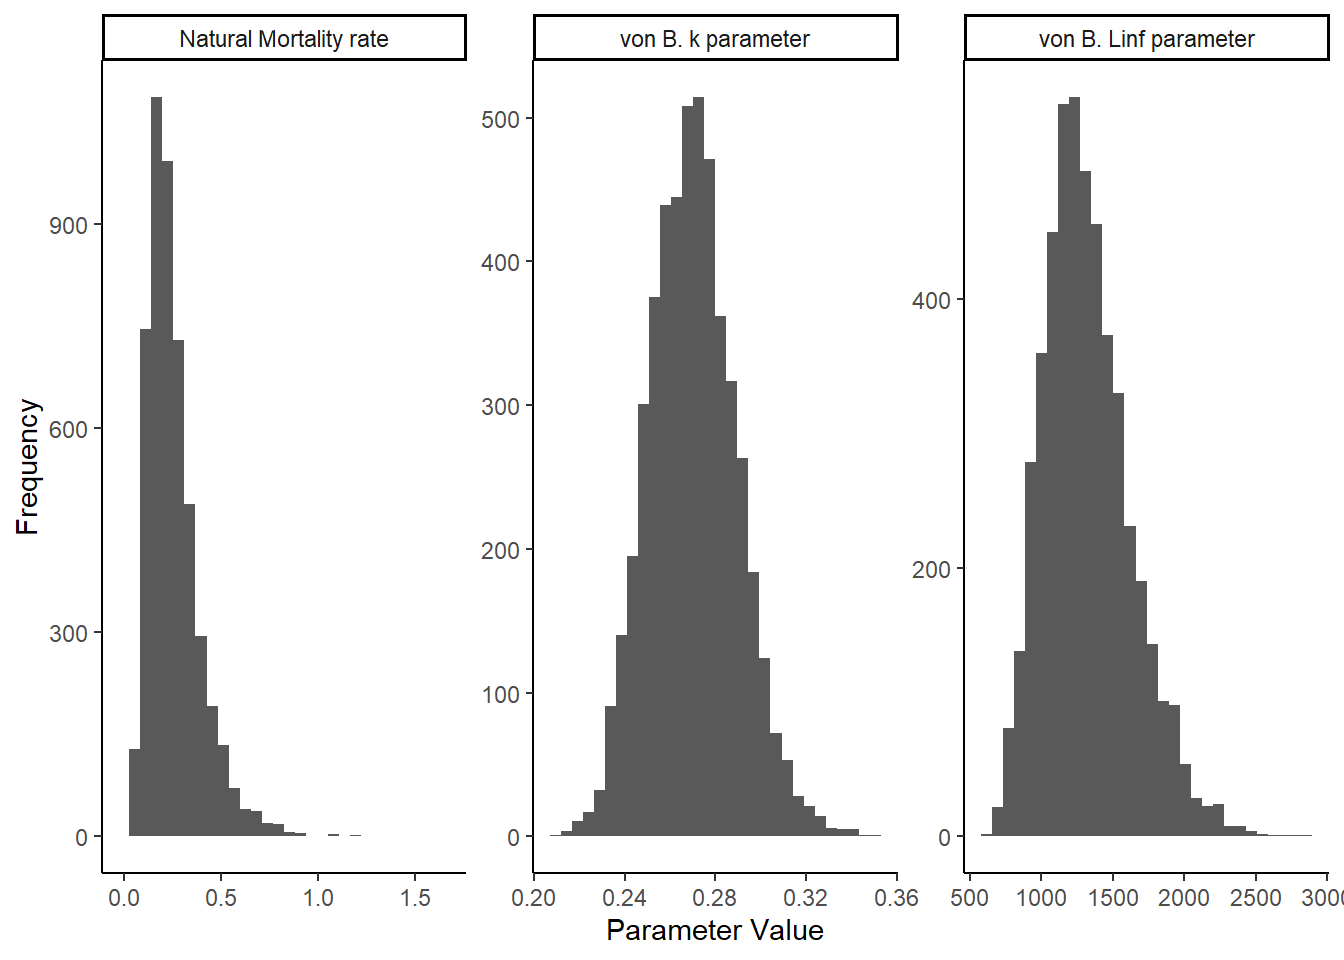 Natural Mortality rate
von B. k parameter
von B. Linf parameter
Frequency
900
600
300
0
500
400
300
200
100
0
400
200
0
0.0 0.5 1.0 1.5
0.20 0.24 0.28 0.32 0.36
500 1000 1500 2000 2500 300
Parameter Value